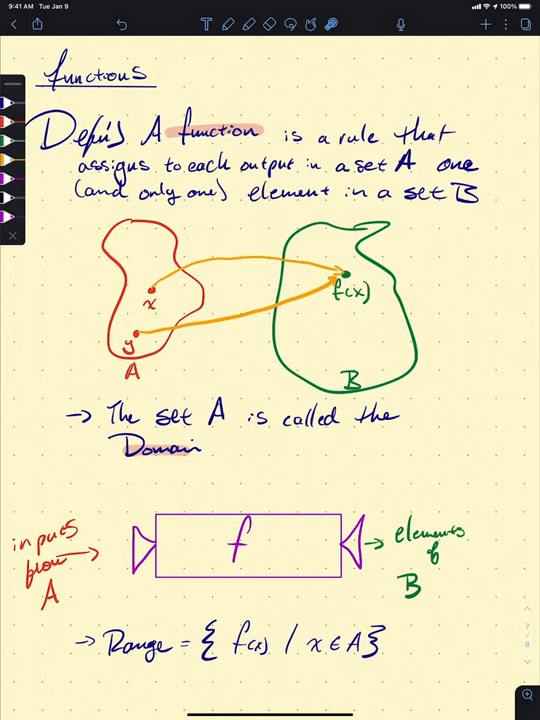 9:41 AM Tue Jan 9
100%
functions
Defn's A function is a rule that
assigns to each output in a set A one
(and only one) element in a set B
x
f(x)
y
A
B
→ The set A is called the
Domain
inputs
from
A
f
→ elements
of
B
7
/
8
→ Range = { f(x) / x ∈ A }